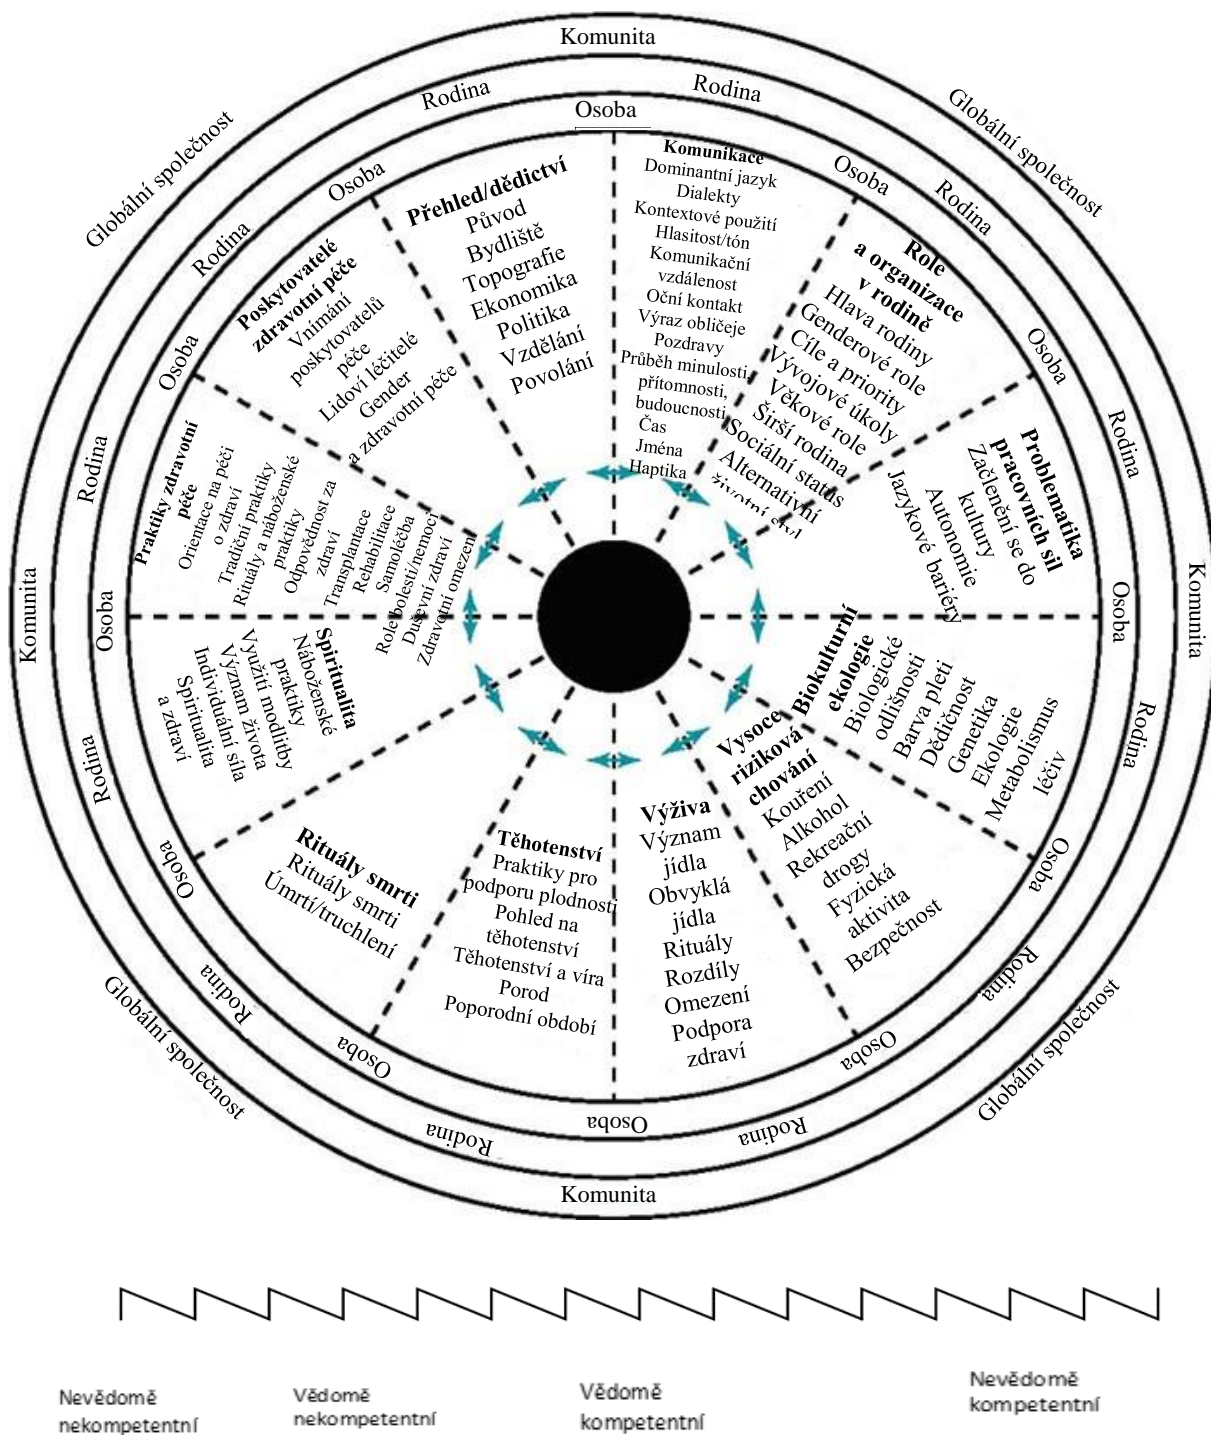 Komunita
Globální společnost
Globální společnost
Rodina
Rodina
Rodina
Rodina
Rodina
Rodina
Osoba
Osoba
Osoba
Osoba
Osoba
Osoba
Osoba
Komunita
Komunita
Přehled/dědictví
Původ
Bydliště
Topografie
Ekonomika
Politika
Vzdělání
Povolání
Komunikace
Dominantní jazyk
Dialekty
Kontextové použití
Hlasitost/tón
Komunikační
vzdálenost
Oční kontakt
Výraz obličeje
Pozdravy
Průběh minulosti,
přítomnosti,
budoucnosti
Čas
Jména
Haptika
Role
a organizace
v rodině
Hlava rodiny
Genderové role
Cíle a priority
Vývojové úkoly
Věkové role
Širší rodina
Sociální status
Alternativní
životní styl
Problematika
pracovních sil
Začlenění se do
kultury
Autonomie
Jazykové bariéry
Biokulturní
ekologie
Biologické
odlišnosti
Barva pleti
Dědičnost
Genetika
Ekologie
Metabolismus
léčiv
Vysoce
riziková
chování
Kouření
Alkohol
Rekreační
drogy
Fyzická
aktivita
Bezpečnost
Výživa
Význam
jídla
Obvyklá
jídla
Rituály
Rozdíly
Omezení
Podpora
zdraví
Těhotenství
Praktiky pro
podporu plodnosti
Pohled na
těhotenství
Těhotenství a víra
Porod
Poporodní období
Rituály smrti
Rituály smrti
Úmrtí/truchlení
Spiritualita
Náboženské
praktiky
Využití modlitby
Význam života
Individuální síla
Spiritualita
a zdraví
Praktiky zdravotní
péče
Orientace na péči
o zdraví
Tradiční praktiky
Rituály a náboženské
praktiky
Odpovědnost za
zdraví
Transplantace
Rehabilitace
Samoléčba
Role bolesti/nemoci
Duševní zdraví
Zdravotní omezení
Poskytovatelé
zdravotní péče
Vnímání
poskytovatelů
péče
Lidoví léčitelé
Gender
a zdravotní péče
Osoba
Osoba
Osoba
Osoba
Osoba
Rodina
Rodina
Rodina
Rodina
Rodina
Rodina
Globální společnost
Globální společnost
Komunita
Nevědomě
nekompetentní
Vědomě
nekompetentní
Vědomě
kompetentní
Nevědomě
kompetentní